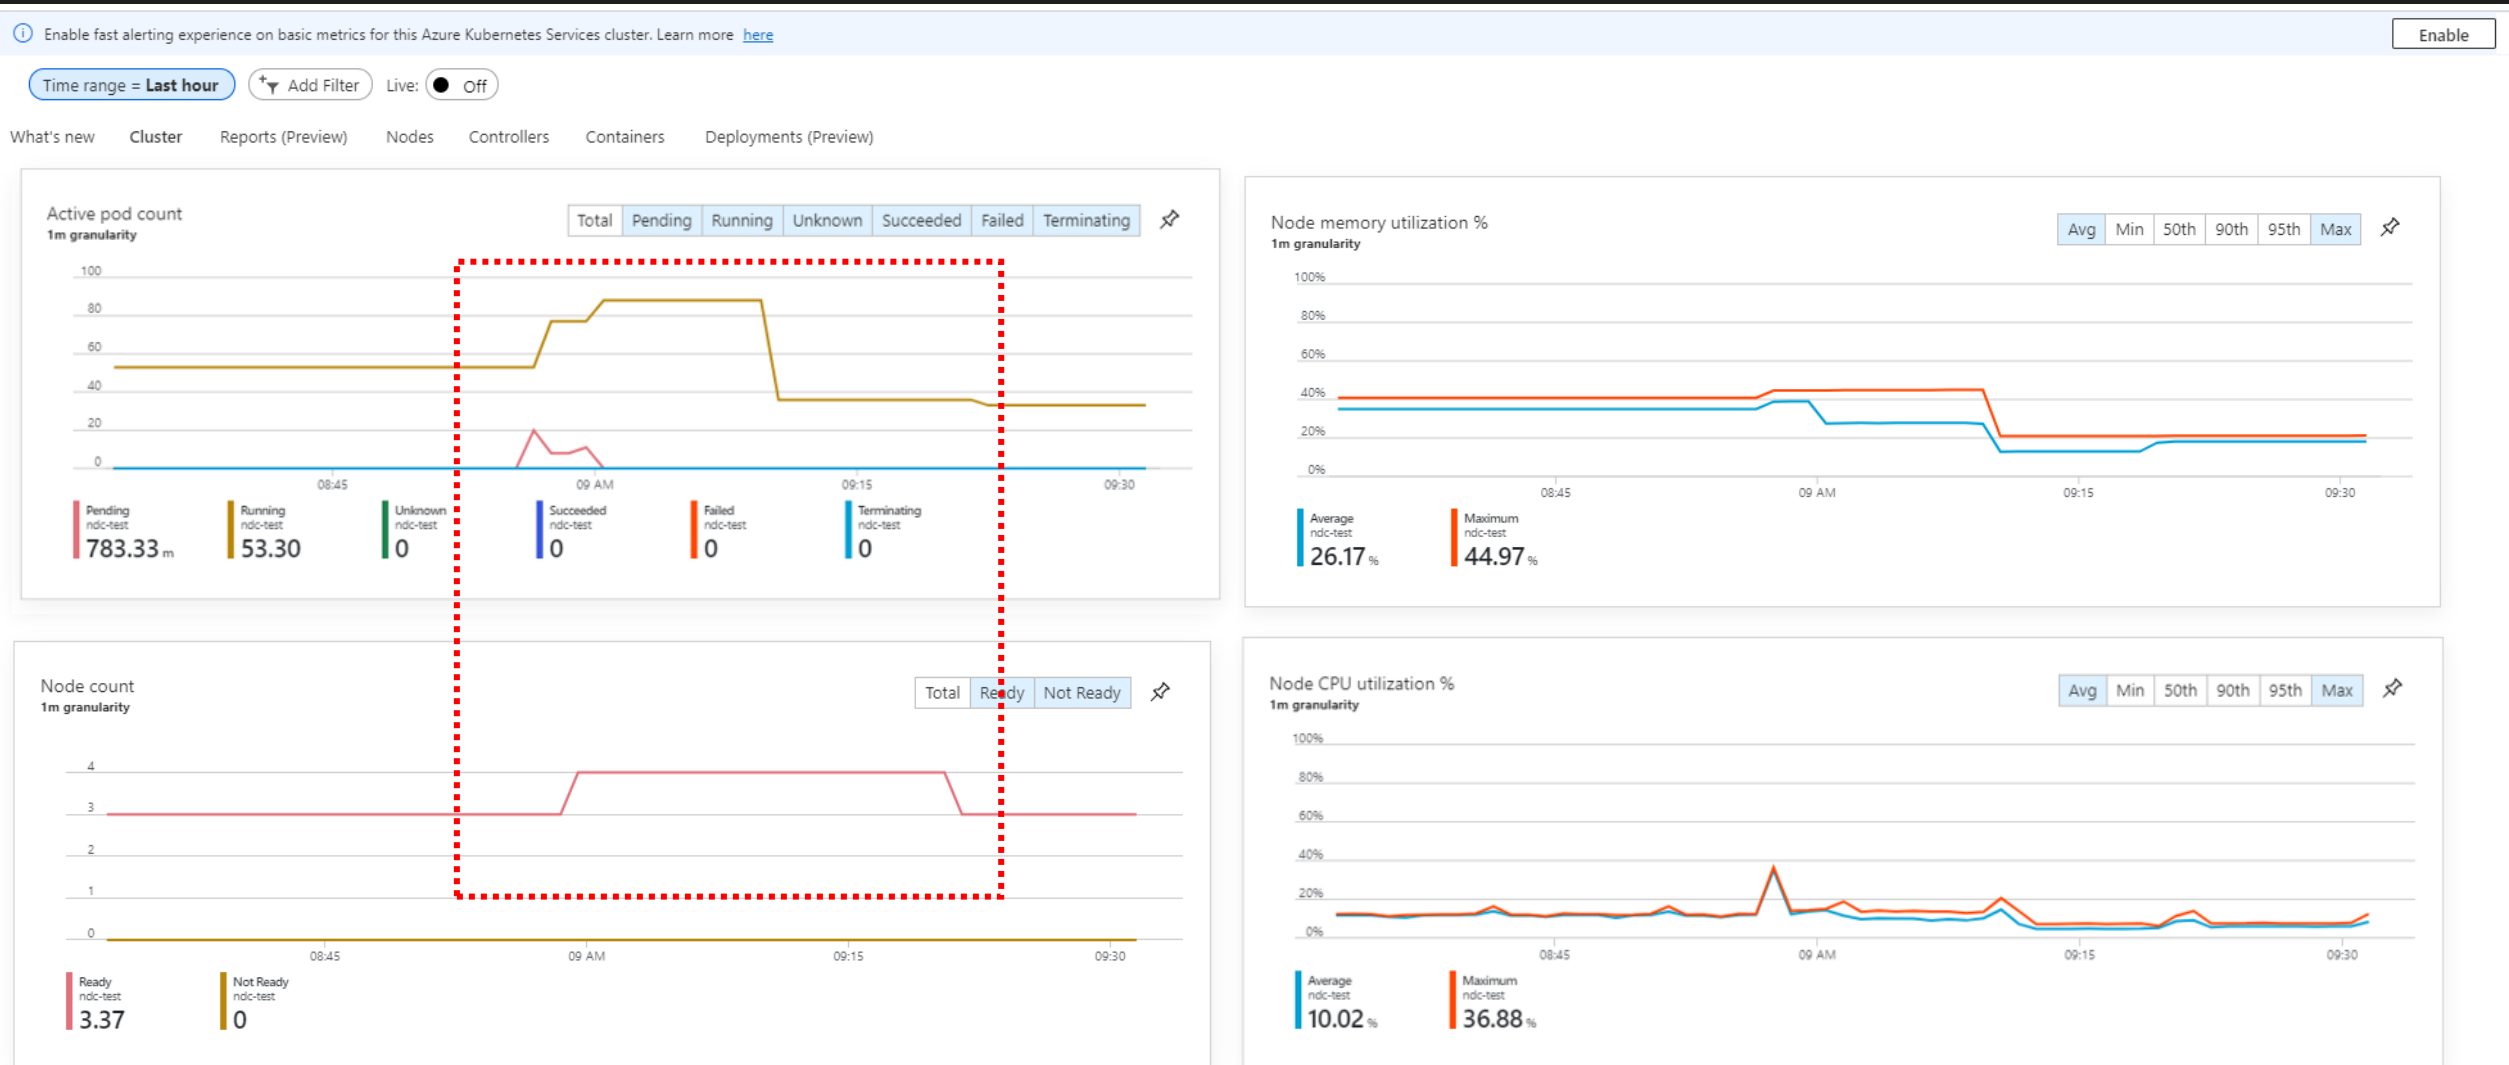 Enable fast alerting experience on basic metrics for this Azure Kubernetes Services cluster. Learn more here
Enable
Time range = Last hour
Add Filter
Live: Off
What's new Cluster Reports (Preview) Nodes Controllers Containers Deployments (Preview)
Active pod count
1m granularity
Total Pending Running Unknown Succeeded Failed Terminating
100
80
60
40
20
0
08:45 09 AM 09:15 09:30
Pending
ndc-test
783.33 m
Running
ndc-test
53.30
Unknown
ndc-test
0
Succeeded
ndc-test
0
Failed
ndc-test
0
Terminating
ndc-test
0
Node memory utilization %
1m granularity
Avg Min 50th 90th 95th Max
100%
80%
60%
40%
20%
0%
08:45 09 AM 09:15 09:30
Average
ndc-test
26.17 %
Maximum
ndc-test
44.97 %
Node count
1m granularity
Total Ready Not Ready
4
3
2
1
0
08:45 09 AM 09:15 09:30
Ready
ndc-test
3.37
Not Ready
ndc-test
0
Node CPU utilization %
1m granularity
Avg Min 50th 90th 95th Max
100%
80%
60%
40%
20%
0%
08:45 09 AM 09:15 09:30
Average
ndc-test
10.02 %
Maximum
ndc-test
36.88 %